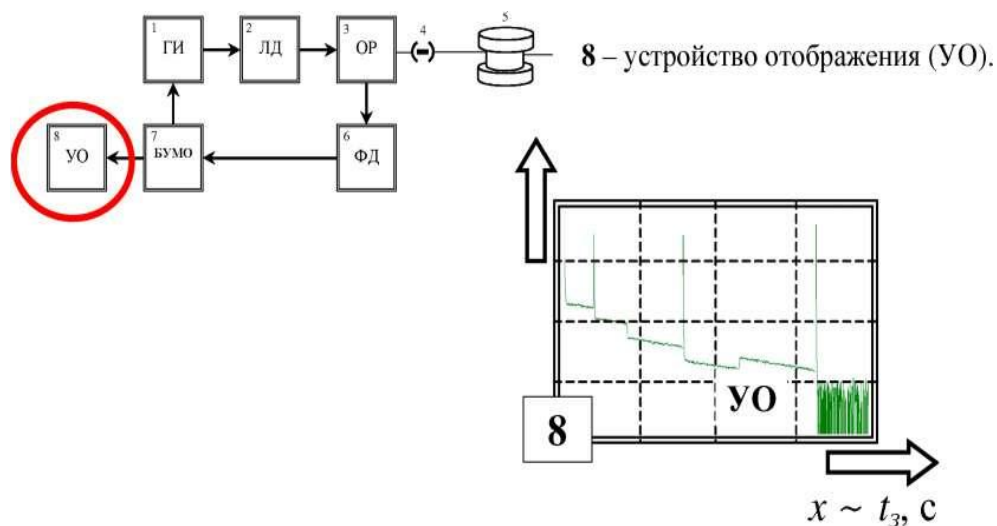 1 ГИ
2 ЛД
3 ОР
4
5
8 – устройство отображения (УО).
8 УО
7 БУМО
6 ФД
УО
8
x ~ tз, с